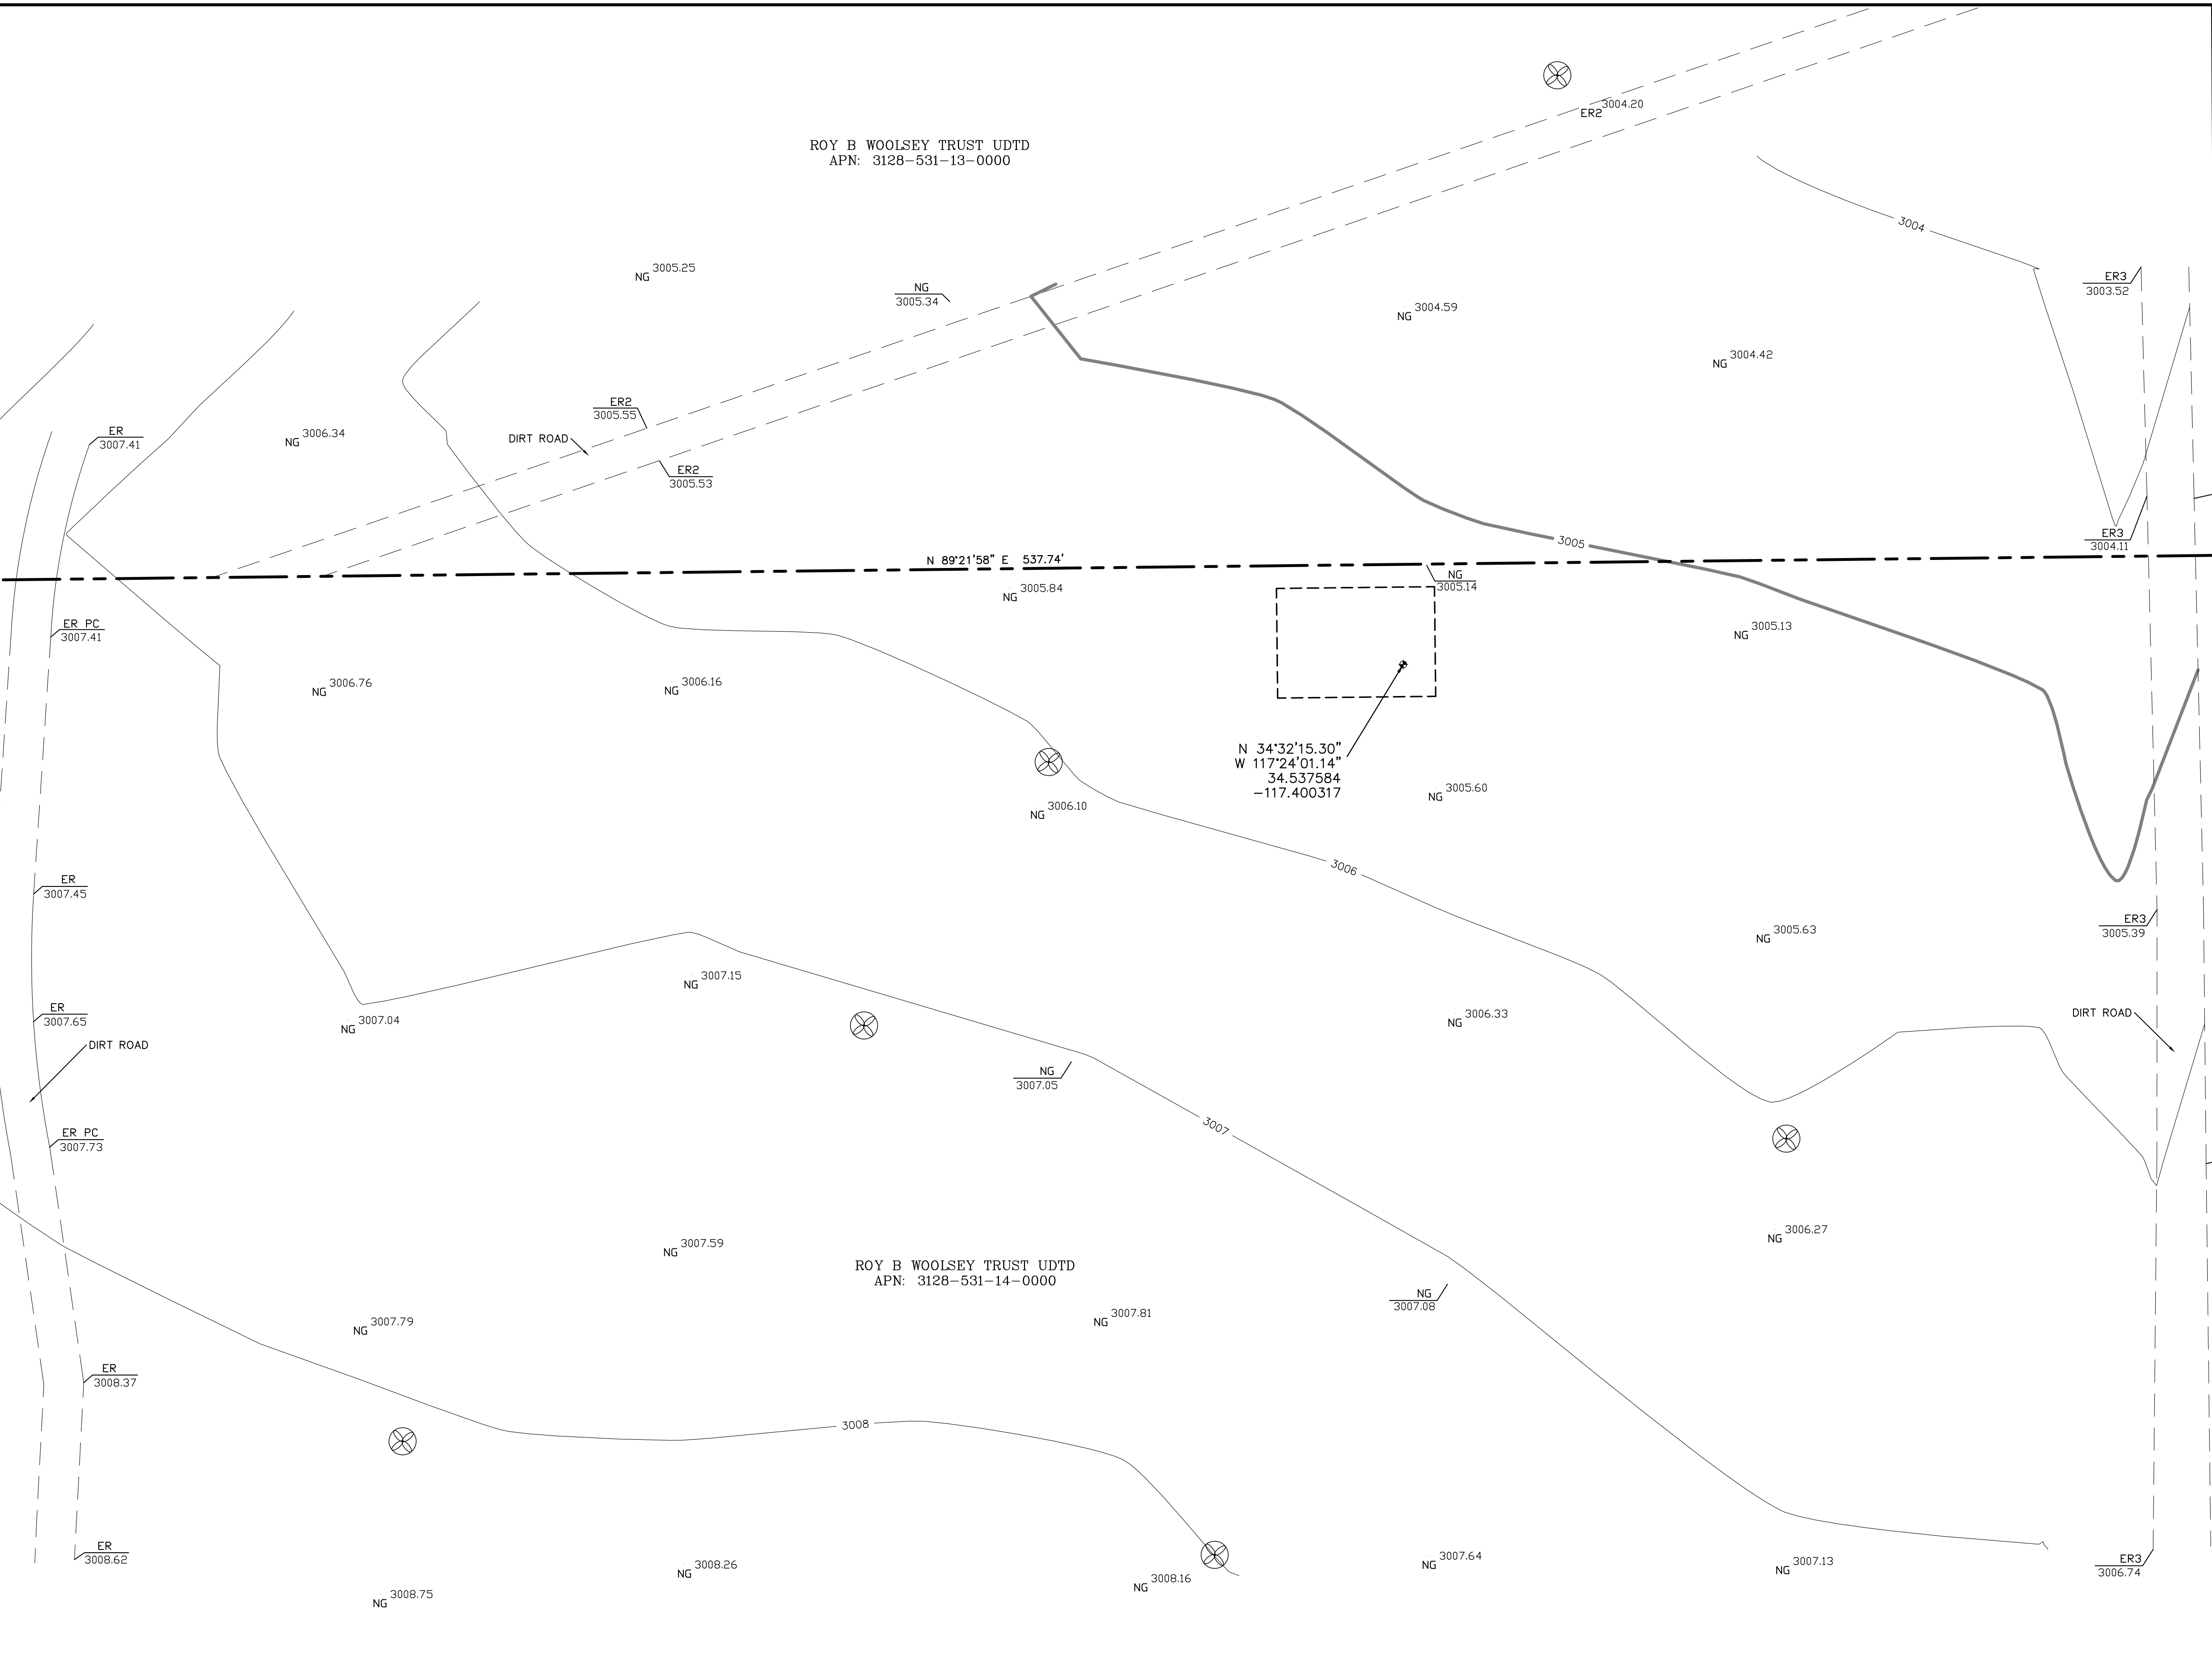 3004.20
ER2
ROY B WOOLSEY TRUST UDTD
APN: 3128-531-13-0000
3004
NG 3005.25
ER3
3003.52
NG
3005.34
NG 3004.59
NG 3004.42
ER2
3005.55
ER
3007.41
NG 3006.34
DIRT ROAD
ER2
3005.53
ER3
3004.11
3005
N 89°21'58" E 537.74'
NG
3005.14
NG 3005.84
ER PC
3007.41
NG 3005.13
NG 3006.76
NG 3006.16
N 34°32'15.30"
W 117°24'01.14"
34.537584
-117.400317
NG 3005.60
NG 3006.10
3006
ER
3007.45
ER3
3005.39
NG 3005.63
NG 3007.15
ER
3007.65
NG 3007.04
NG 3006.33
DIRT ROAD
DIRT ROAD
NG
3007.05
3007
ER PC
3007.73
NG 3007.59
NG 3006.27
ROY B WOOLSEY TRUST UDTD
APN: 3128-531-14-0000
NG
3007.08
NG 3007.79
NG 3007.81
ER
3008.37
3008
ER
3008.62
NG 3008.26
NG 3007.64
NG 3007.13
ER3
3006.74
NG 3008.16
NG 3008.75